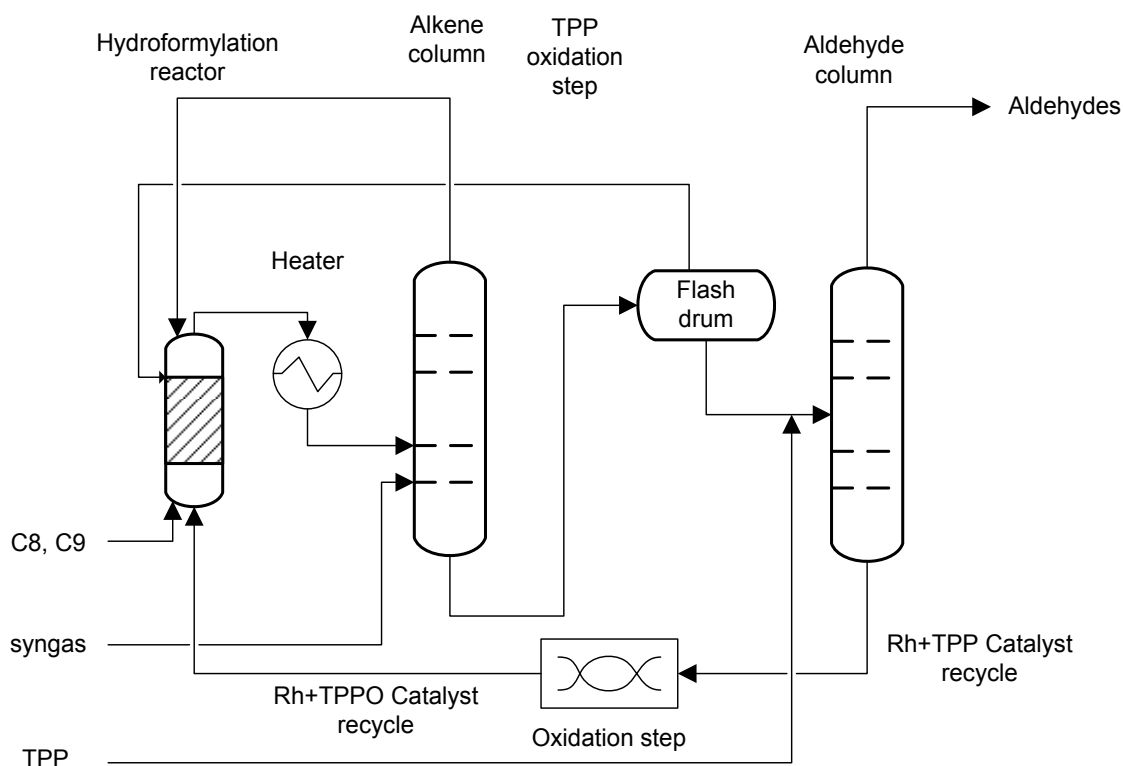 Hydroformylation
reactor
Alkene
column
TPP
oxidation
step
Aldehyde
column
Aldehydes
Heater
Flash
drum
C8, C9
syngas
Rh+TPP Catalyst
recycle
Rh+TPPO Catalyst
recycle
Oxidation step
TPP